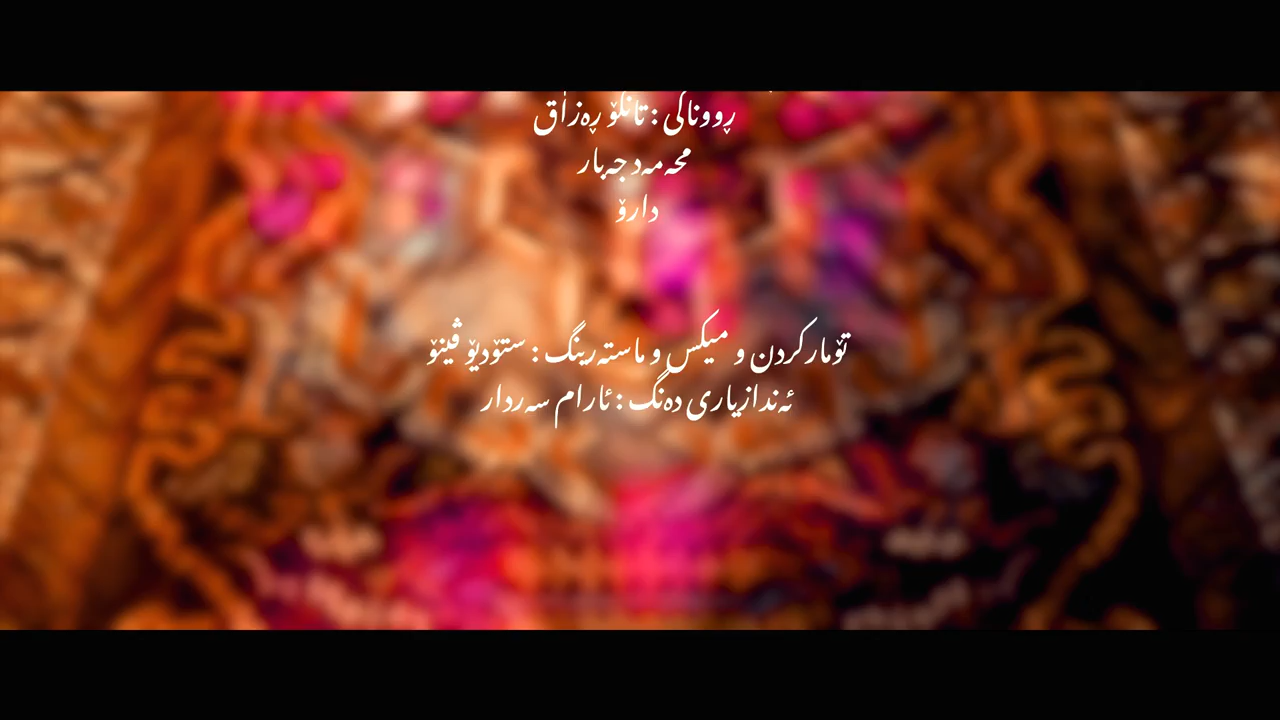 ڕووناکی : تانکۆ ڕەزاق
محەمەد جەبار
دارۆ
تۆمارکردن و میکس و ماستەرینگ : ستۆدیۆ ڤینۆ
ئەندازیاری دەنگ : ئارام سەردار